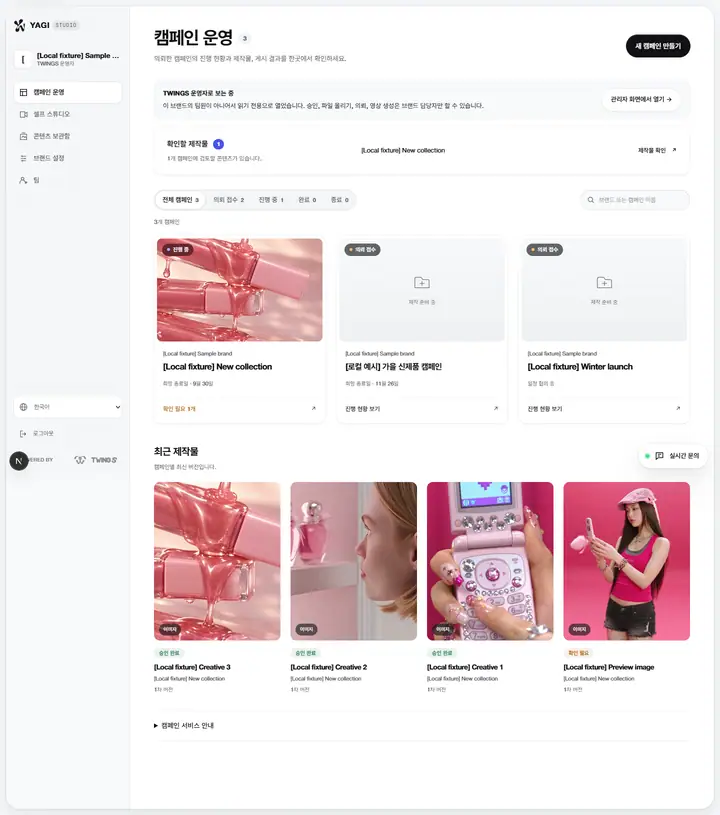 YAGI STUDIO
[
[Local fixture] Sample ...
TWINGS 운영자
캠페인 운영
셀프 스튜디오
콘텐츠 보관함
브랜드 설정
팀
한국어
로그아웃
N
ERED BY
TWINGS
캠페인 운영 3
의뢰한 캠페인의 진행 현황과 제작물, 게시 결과를 한곳에서 확인하세요.
새 캠페인 만들기
TWINGS 운영자로 보는 중
이 브랜드의 팀원이 아니어서 읽기 전용으로 열었습니다. 승인, 파일 올리기, 의뢰, 영상 생성은 브랜드 담당자만 할 수 있습니다.
관리자 화면에서 열기 →
확인할 제작물 1
1개 캠페인에 검토할 콘텐츠가 있습니다.
[Local fixture] New collection
제작물 확인 ↗
전체 캠페인 3
의뢰 접수 2
진행 중 1
완료 0
종료 0
브랜드 또는 캠페인 이름
3개 캠페인
진행 중
[Local fixture] Sample brand
[Local fixture] New collection
희망 종료일 · 9월 30일
확인 필요 1개 ↗
의뢰 접수
제작 준비 중
[Local fixture] Sample brand
[로컬 예시] 가을 신제품 캠페인
희망 종료일 · 11월 26일
진행 현황 보기 ↗
의뢰 접수
제작 준비 중
[Local fixture] Sample brand
[Local fixture] Winter launch
일정 협의 중
진행 현황 보기 ↗
실시간 문의
최근 제작물
캠페인별 최신 버전입니다.
이미지
승인 완료
[Local fixture] Creative 3
[Local fixture] New collection
1차 버전
이미지
승인 완료
[Local fixture] Creative 2
[Local fixture] New collection
1차 버전
이미지
승인 완료
[Local fixture] Creative 1
[Local fixture] New collection
1차 버전
이미지
확인 필요
[Local fixture] Preview image
[Local fixture] New collection
1차 버전
▶ 캠페인 서비스 안내